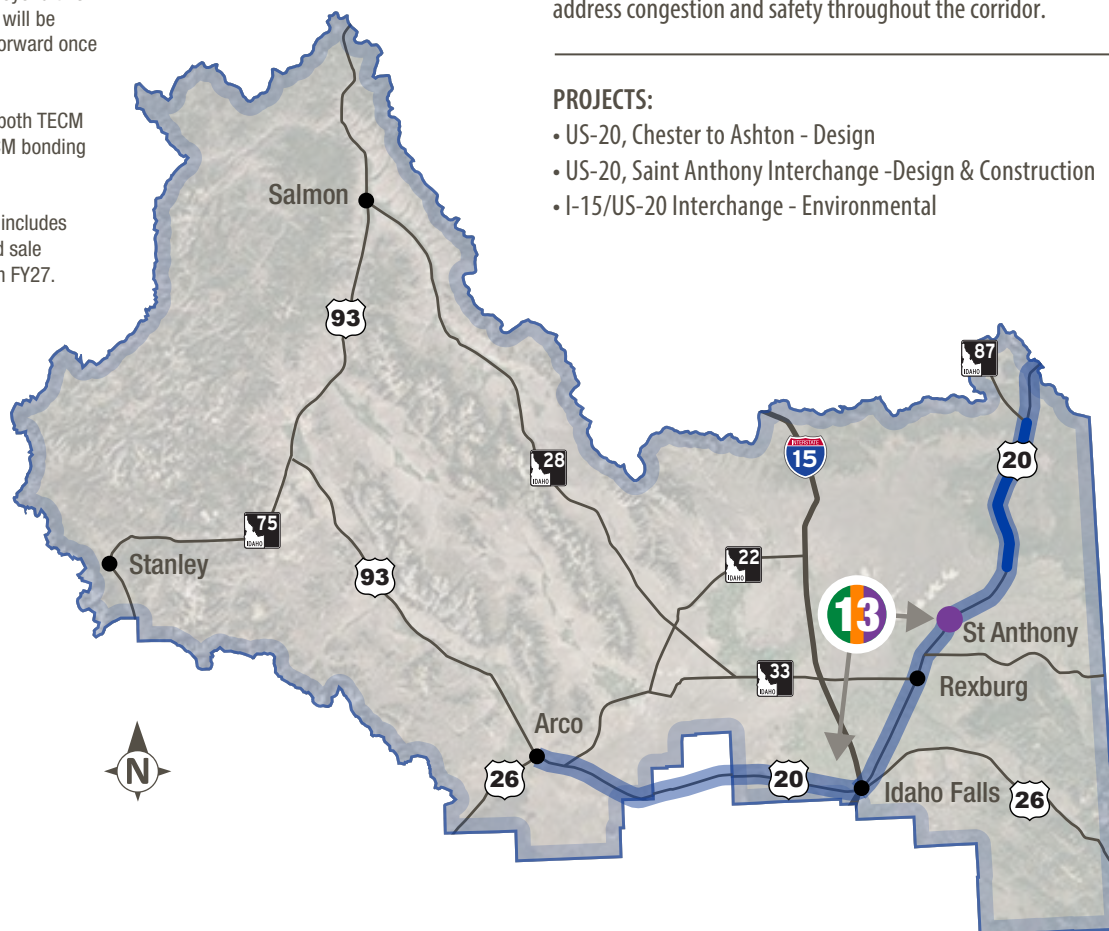 will be
orward once
both TECM
CM bonding
includes
d sale
n FY27.
address congestion and safety throughout the corridor.
PROJECTS:
• US-20, Chester to Ashton - Design
• US-20, Saint Anthony Interchange -Design & Construction
• I-15/US-20 Interchange - Environmental
Salmon
93
87
IDAHO
INTERSTATE
15
20
28
IDAHO
75
IDAHO
Stanley
93
22
IDAHO
13
St Anthony
33
IDAHO
Rexburg
Arco
N
26
20
Idaho Falls
26